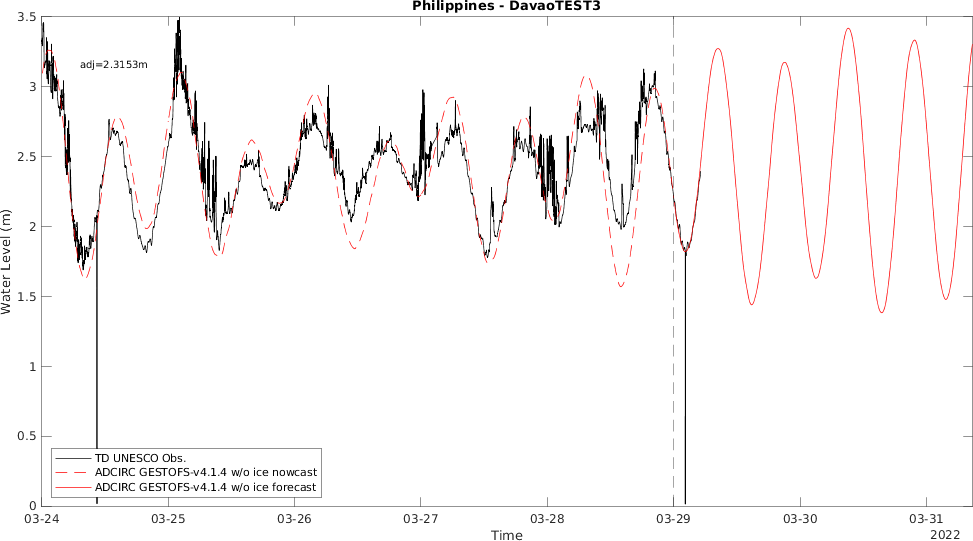 Philippines - DavaoTEST3
3.5
adj=2.3153m
3
2.5
2
1.5
1
0.5
0
Water Level (m)
TD UNESCO Obs.
ADCIRC GESTOFS-v4.1.4 w/o ice nowcast
ADCIRC GESTOFS-v4.1.4 w/o ice forecast
03-24 03-25 03-26 03-27 03-28 03-29 03-30 03-31
Time
2022